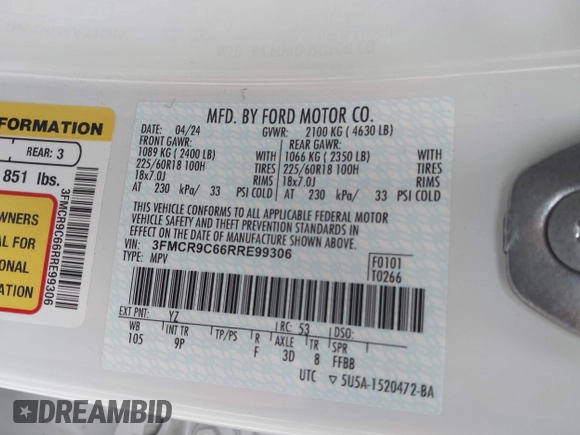 FORMATION
REAR: 3
851 lbs.
WNERS
AL FOR
ONAL
ATION
3FMCR9C66RRE99306
MFD. BY FORD MOTOR CO.
DATE: 04/24 GVWR: 2100 KG ( 4630 LB)
FRONT GAWR: REAR GAWR:
1089 KG ( 2400 LB) WITH 1066 KG ( 2350 LB) WITH
225/60R18 100H TIRES 225/60R18 100H TIRES
18x7.0J RIMS 18x7.0J RIMS
AT 230 kPa/ 33 PSI COLD AT 230 kPa/ 33 PSI COLD
THIS VEHICLE CONFORMS TO ALL APPLICABLE FEDERAL MOTOR
VEHICLE SAFETY AND THEFT PREVENTION STANDARDS IN
EFFECT ON THE DATE OF MANUFACTURE SHOWN ABOVE.
VIN: 3FMCR9C66RRE99306 F0101
TYPE: MPV T0266
EXT PNT: YZ RC: 53 DSO:
WB INT TR TP/PS R AXLE TR SPR
105 9P F 3D 8 FFBB
UTC ▽ 5U5A-1520472-BA
DREAMBID